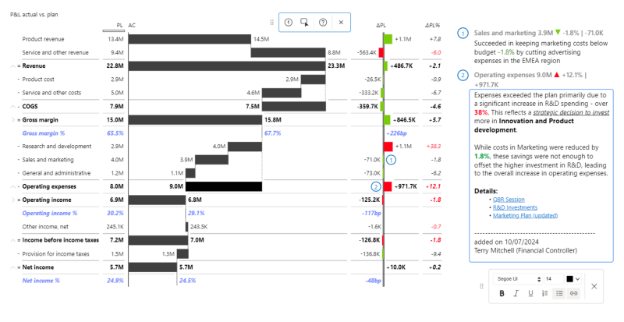 P&L actual vs. plan
PL AC ΔPL ΔPL%
Product revenue 13.4M 14.5M +1.1M +7.8
Service and other revenue 9.4M 8.8M -563.4K -6.0
= Revenue 22.8M 23.3M +486.7K +2.1
- Product cost 2.9M 2.9M -26.5K -0.9
- Service and other costs 5.0M 4.6M -333.2K -6.7
= COGS 7.9M 7.5M -359.7K -4.6
= Gross margin 15.0M 15.8M +846.5K +5.7
Gross margin % 65.5% 67.7% +226bp
- Research and development 2.9M 4.0M +1.1M +38.2
- Sales and marketing 4.0M 3.9M -71.0K 1 -1.8
- General and administrative 1.2M 1.1M -73.0K -6.2
= Operating expenses 8.0M 9.0M 2 +971.7K +12.1
= Operating income 6.9M 6.8M -125.2K -1.8
Operating income % 30.2% 29.1% -117bp
Other income, net 245.1K 243.5K -1.6K -0.7
= Income before income taxes 7.2M 7.0M -126.8K -1.8
- Provision for income taxes 1.5M 1.3M -136.8K -9.4
= Net income 5.7M 5.7M +10.0K +0.2
Net income % 24.9% 24.5% -46bp
1 Sales and marketing 3.9M ▼ -1.8% | -71.0K
Succeeded in keeping marketing costs below
budget -1.8% by cutting advertising
expenses in the EMEA region
2 Operating expenses 9.0M ▲ +12.1% |
+971.7K
Expenses exceeded the plan primarily due to
a significant increase in R&D spending - over
38%. This reflects a strategic decision to invest
more in Innovation and Product
development.
While costs in Marketing were reduced by
1.8%, these savings were not enough to
offset the higher investment in R&D, leading
to the overall increase in operating expenses.
Details:
• QBR Session
• R&D Investments
• Marketing Plan (updated)
added on 10/07/2024
Terry Mitchell (Financial Controller)
Segoe UI 14
B I U